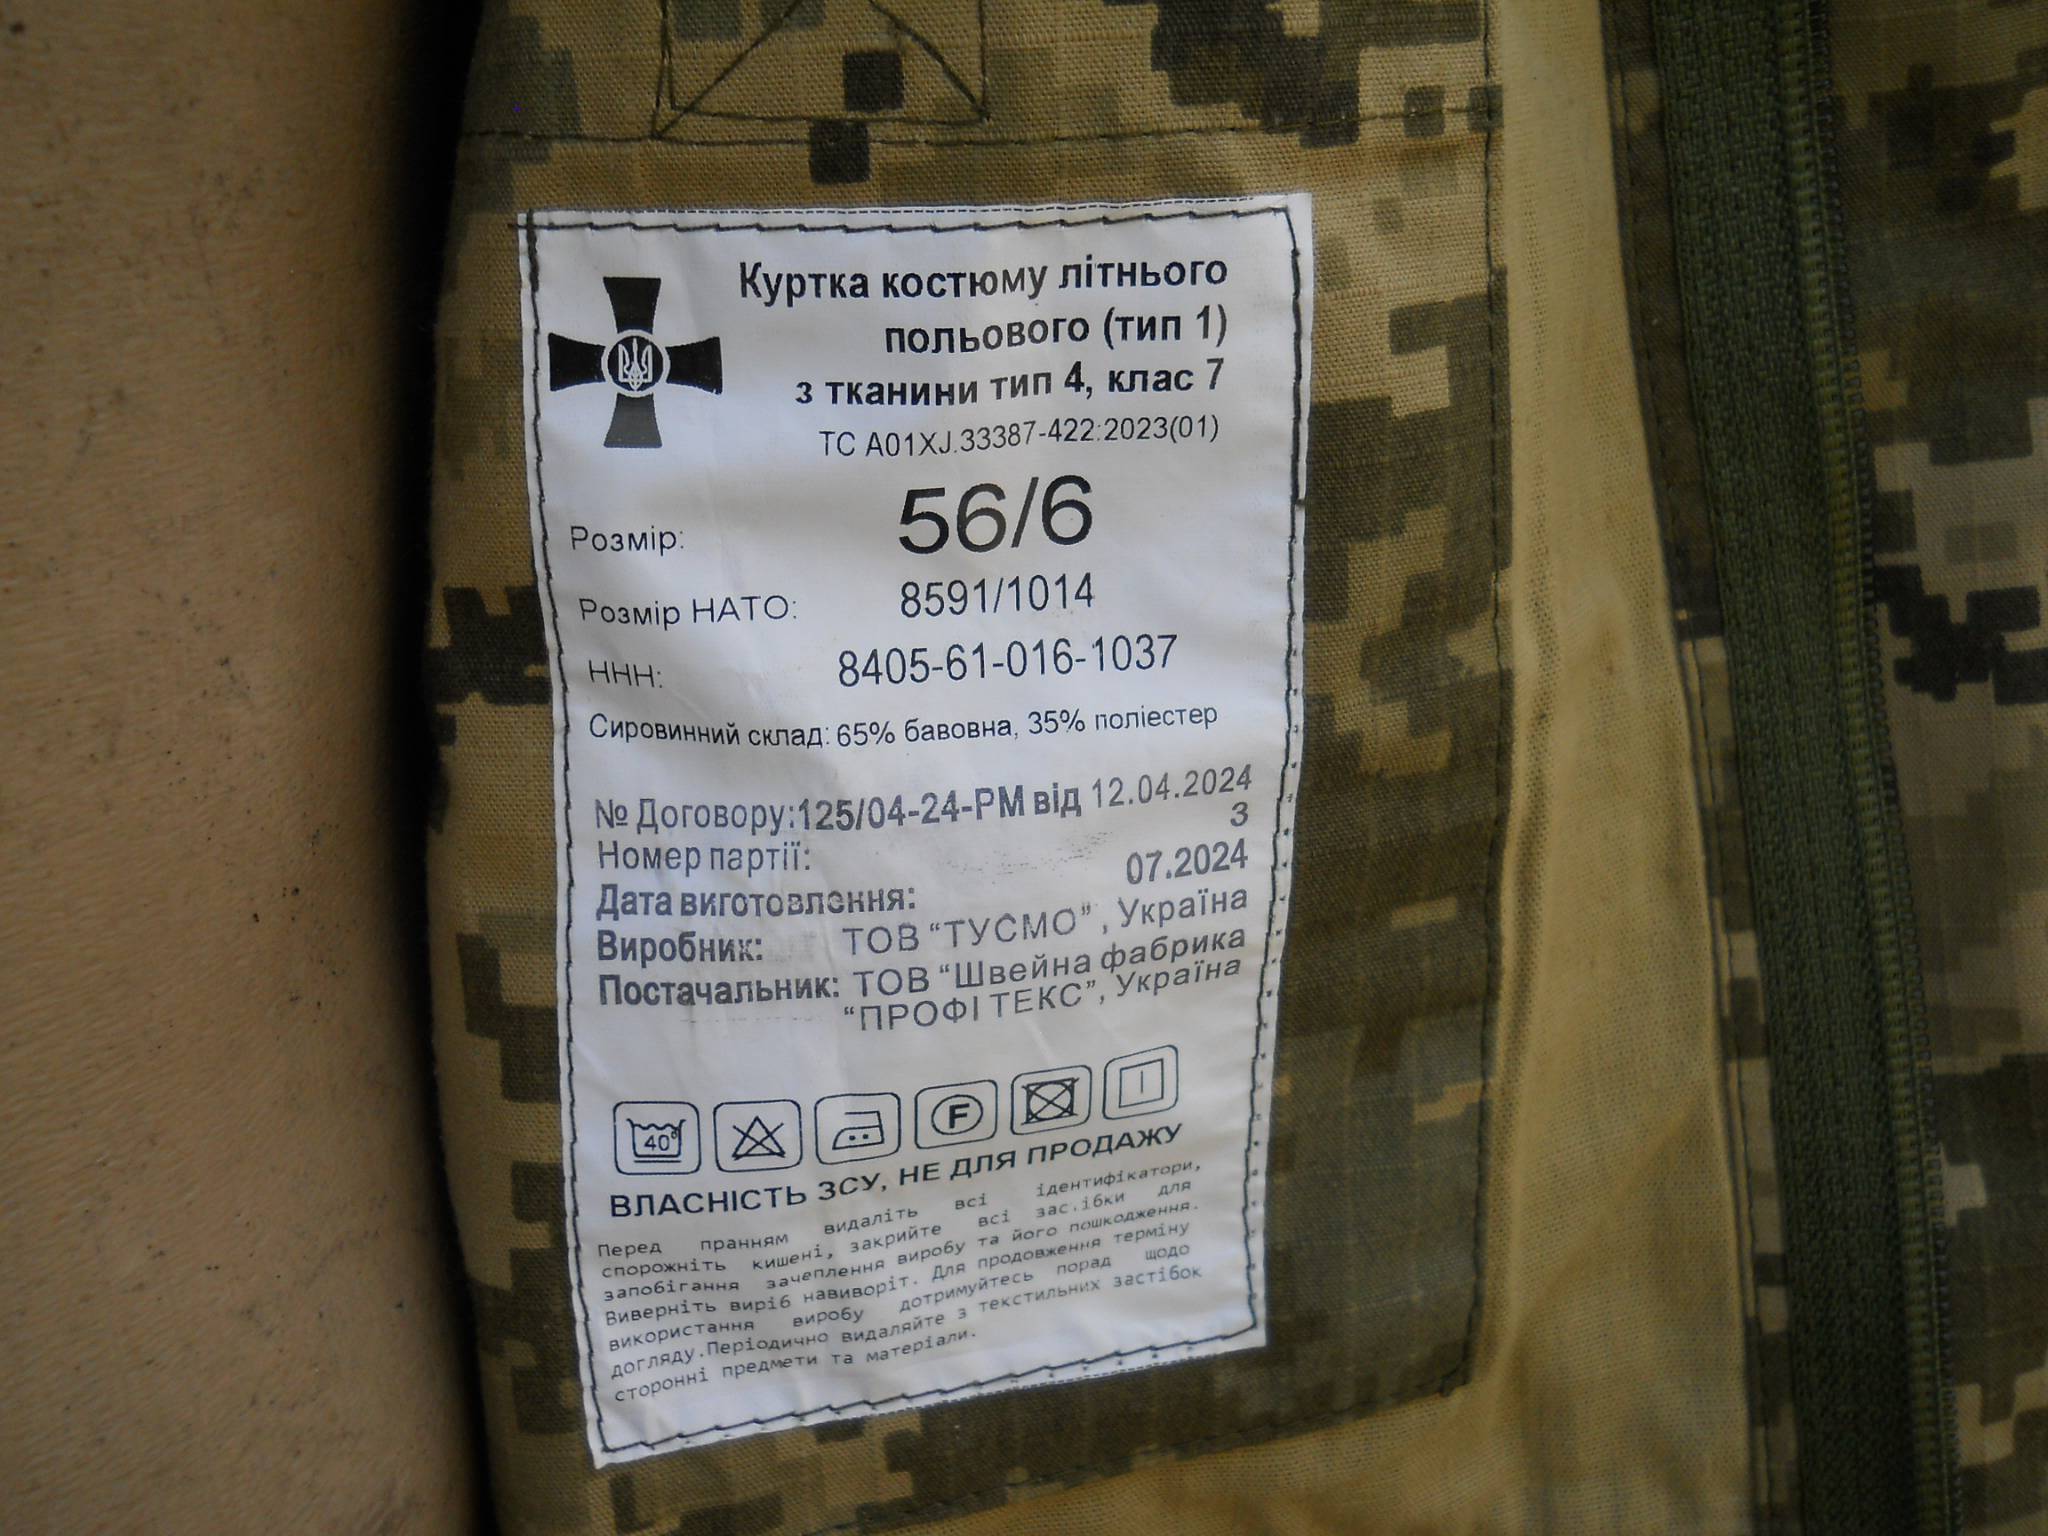 Куртка костюму літнього
польового (тип 1)
з тканини тип 4, клас 7
ТС А01XJ.33387-422:2023(01)
Розмір: 56/6
Розмір НАТО: 8591/1014
ННН: 8405-61-016-1037
Сировинний склад: 65% бавовна, 35% поліестер
№ Договору:125/04-24-РМ від 12.04.2024
Номер партії: 3
Дата виготовлення: 07.2024
Виробник: ТОВ “ТУСМО”, Україна
Постачальник: ТОВ “Швейна фабрика
“ПРОФІ ТЕКС”, Україна
40°
F
ВЛАСНІСТЬ ЗСУ, НЕ ДЛЯ ПРОДАЖУ
Перед пранням видаліть всі ідентифікатори,
спорожніть кишені, закрийте всі зас.ібки для
запобігання зачеплення виробу та його пошкодження.
Виверніть виріб навиворіт. Для продовження терміну
використання виробу дотримуйтесь порад щодо
догляду.Періодично видаляйте з текстильних застібок
сторонні предмети та матеріали.